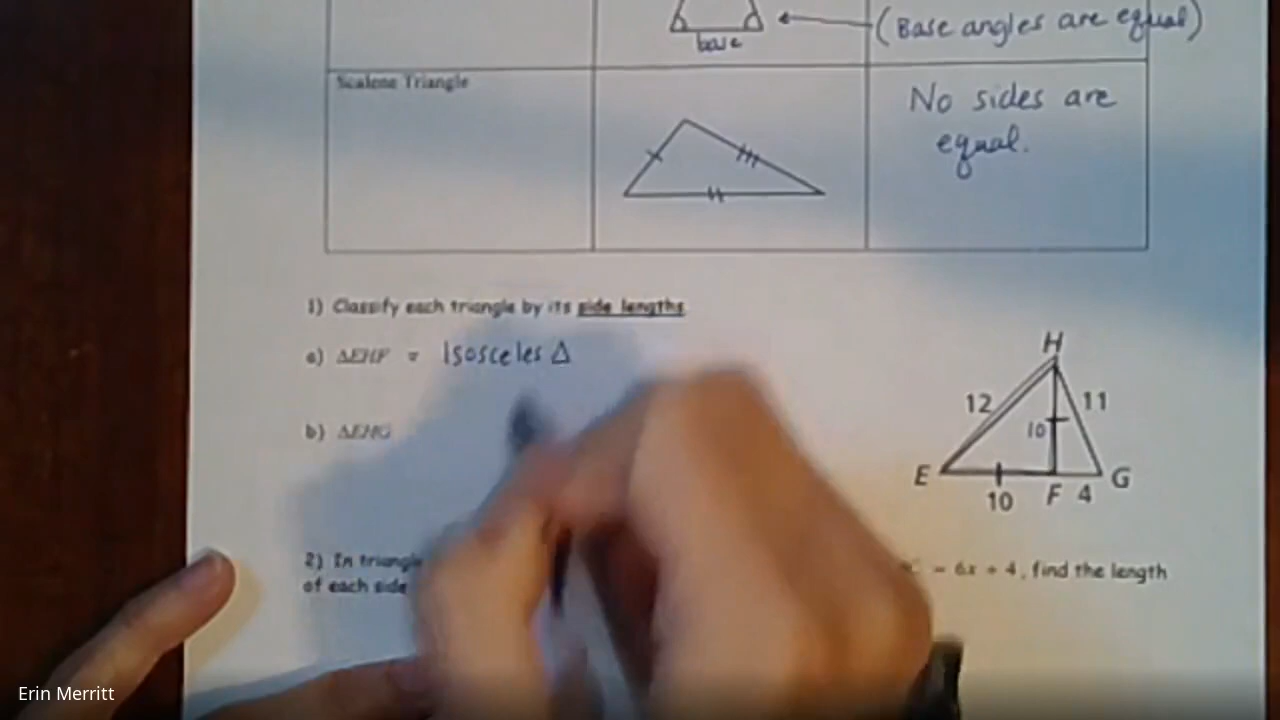 base
(Base angles are equal)
Scalene Triangle
No sides are
equal.
1) Classify each triangle by its side lengths
a) ΔEHF = Isosceles Δ
b) ΔEHG
H
12
11
10
E
10
F
4
G
2) In triangle
= 6x + 4, find the length
of each side
Erin Merritt